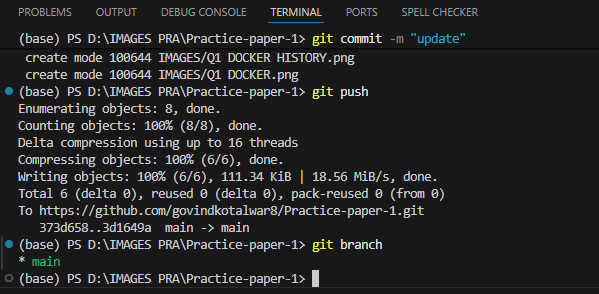 PROBLEMS OUTPUT DEBUG CONSOLE TERMINAL PORTS SPELL CHECKER
(base) PS D:\IMAGES PRA\Practice-paper-1> git commit -m "update"
create mode 100644 IMAGES/Q1 DOCKER HISTORY.png
create mode 100644 IMAGES/Q1 DOCKER.png
(base) PS D:\IMAGES PRA\Practice-paper-1> git push
Enumerating objects: 8, done.
Counting objects: 100% (8/8), done.
Delta compression using up to 16 threads
Compressing objects: 100% (6/6), done.
Writing objects: 100% (6/6), 111.34 KiB | 18.56 MiB/s, done.
Total 6 (delta 0), reused 0 (delta 0), pack-reused 0 (from 0)
To https://github.com/govindkotalwar8/Practice-paper-1.git
373d658..3d1649a main -> main
(base) PS D:\IMAGES PRA\Practice-paper-1> git branch
* main
(base) PS D:\IMAGES PRA\Practice-paper-1>